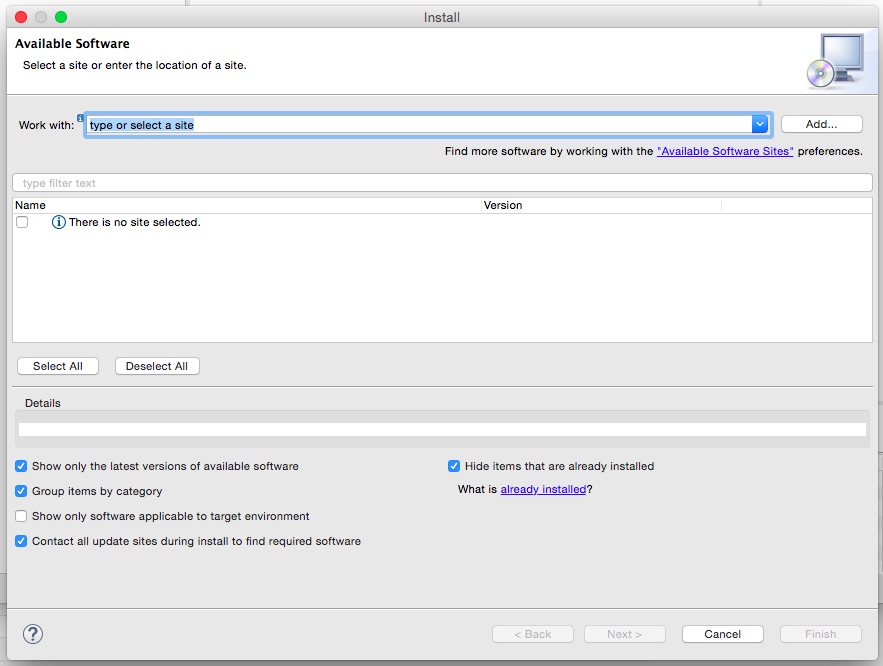 Install
Available Software
Select a site or enter the location of a site.
Work with: type or select a site Add...
Find more software by working with the "Available Software Sites" preferences.
type filter text
Name Version
There is no site selected.
Select All Deselect All
Details
Show only the latest versions of available software Hide items that are already installed
Group items by category What is already installed?
Show only software applicable to target environment
Contact all update sites during install to find required software
? < Back Next > Cancel Finish